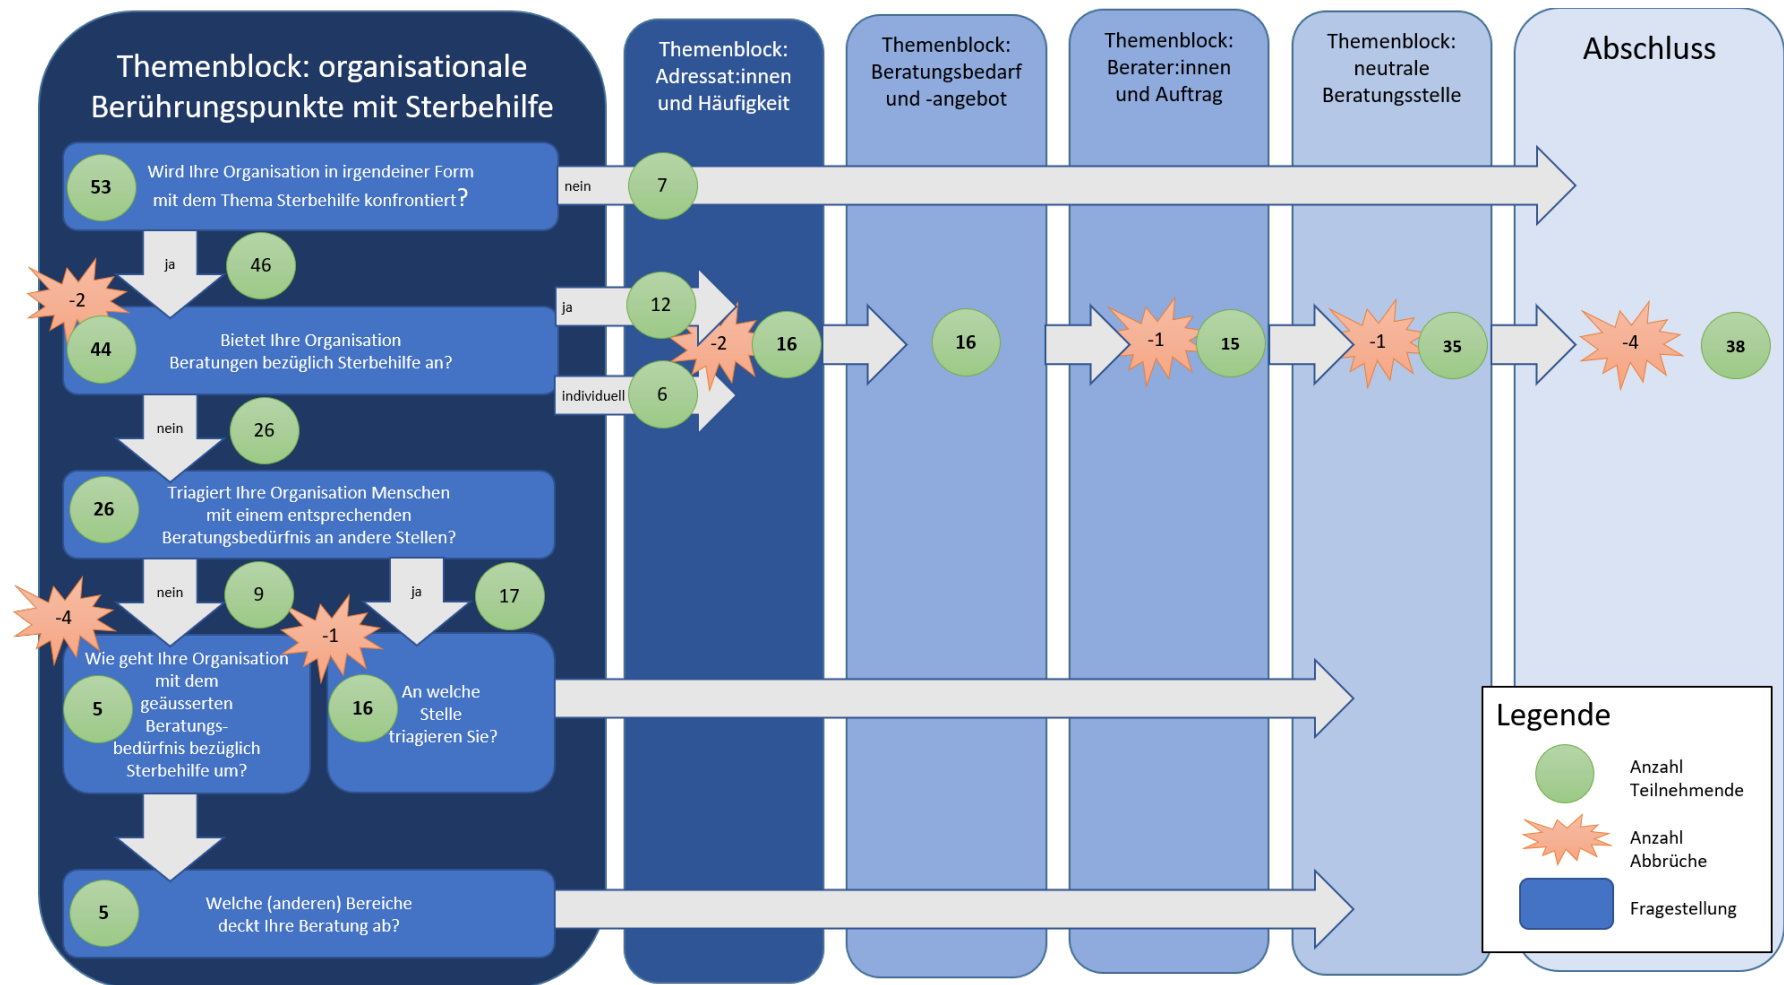 Themenblock: organisationale
Berührungspunkte mit Sterbehilfe
Themenblock:
Adressat:innen
und Häufigkeit
Themenblock:
Beratungsbedarf
und -angebot
Themenblock:
Berater:innen
und Auftrag
Themenblock:
neutrale
Beratungsstelle
Abschluss
53
Wird Ihre Organisation in irgendeiner Form
mit dem Thema Sterbehilfe konfrontiert?
nein
7
ja
46
-2
44
Bietet Ihre Organisation
Beratungen bezüglich Sterbehilfe an?
ja
12
individuell
6
-2
16
16
-1
15
-1
35
-4
38
nein
26
26
Triagiert Ihre Organisation Menschen
mit einem entsprechenden
Beratungsbedürfnis an andere Stellen?
nein
9
ja
17
-4
-1
5
Wie geht Ihre Organisation
mit dem
geäusserten
Beratungs-
bedürfnis bezüglich
Sterbehilfe um?
16
An welche
Stelle
triagieren Sie?
5
Welche (anderen) Bereiche
deckt Ihre Beratung ab?
Legende
Anzahl
Teilnehmende
Anzahl
Abbrüche
Fragestellung